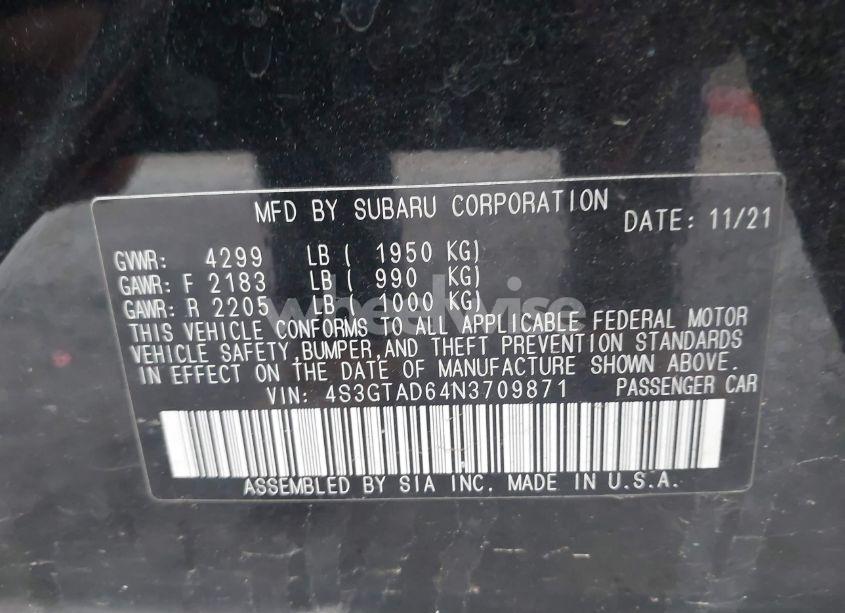 MFD BY SUBARU CORPORATION DATE: 11/21
GVWR: 4299 LB ( 1950 KG)
GAWR: F 2183 LB ( 990 KG)
GAWR: R 2205 LB ( 1000 KG)
wheelwise
THIS VEHICLE CONFORMS TO ALL APPLICABLE FEDERAL MOTOR
VEHICLE SAFETY,BUMPER,AND THEFT PREVENTION STANDARDS
IN EFFECT ON THE DATE OF MANUFACTURE SHOWN ABOVE.
VIN: 4S3GTAD64N3709871 PASSENGER CAR
ASSEMBLED BY SIA INC. MADE IN U.S.A.